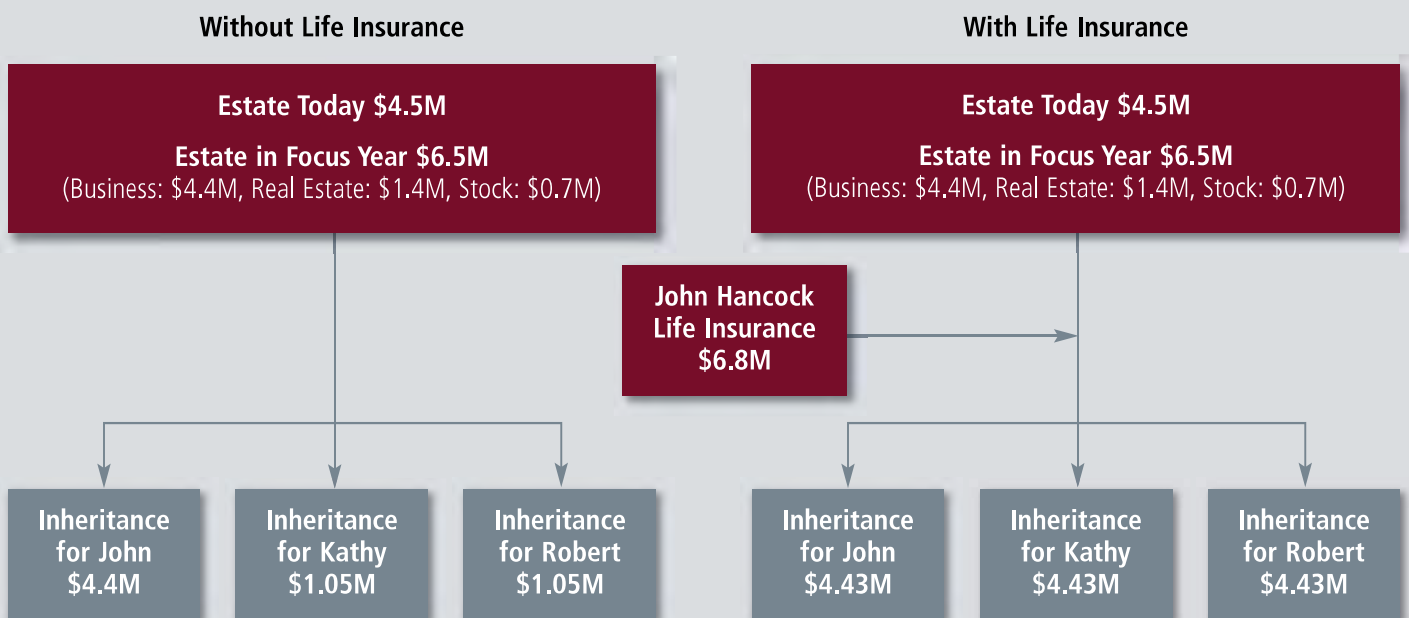 Without Life Insurance
Estate Today $4.5M
Estate in Focus Year $6.5M
(Business: $4.4M, Real Estate: $1.4M, Stock: $0.7M)
Inheritance
for John
$4.4M
Inheritance
for Kathy
$1.05M
Inheritance
for Robert
$1.05M
With Life Insurance
Estate Today $4.5M
Estate in Focus Year $6.5M
(Business: $4.4M, Real Estate: $1.4M, Stock: $0.7M)
John Hancock
Life Insurance
$6.8M
Inheritance
for John
$4.43M
Inheritance
for Kathy
$4.43M
Inheritance
for Robert
$4.43M